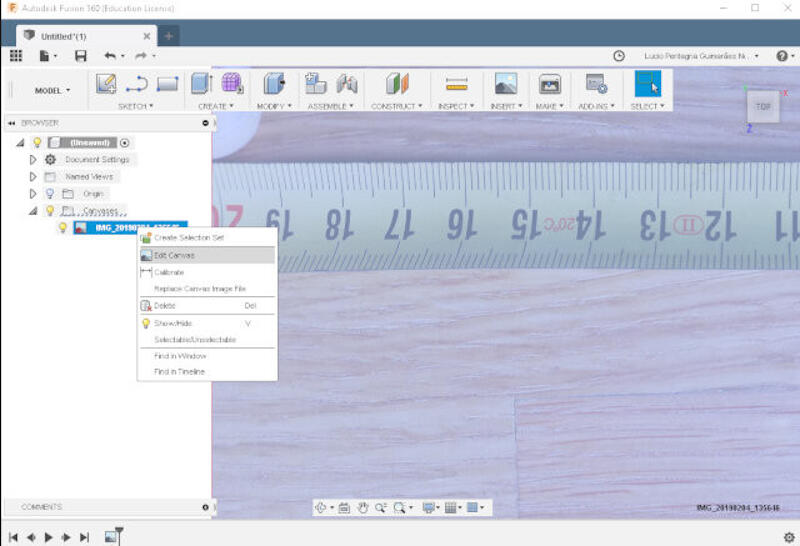 Autodesk Fusion 360 (Education License)
Untitled*(1)
Lucio Pentagna Guimarães N...
MODEL
SKETCH
CREATE
MODIFY
ASSEMBLE
CONSTRUCT
INSPECT
INSERT
MAKE
ADD-INS
SELECT
TOP
X
Z
BROWSER
(Unsaved)
Document Settings
Named Views
Origin
Canvases
IMG_20190204_135646
Create Selection Set
Edit Canvas
Calibrate
Replace Canvas Image File
Delete Del
Show/Hide V
Selectable/Unselectable
Find in Window
Find in Timeline
20 19 18 17 16 15 20°C 14 13 II 12 11
COMMENTS
IMG_20190204_135646